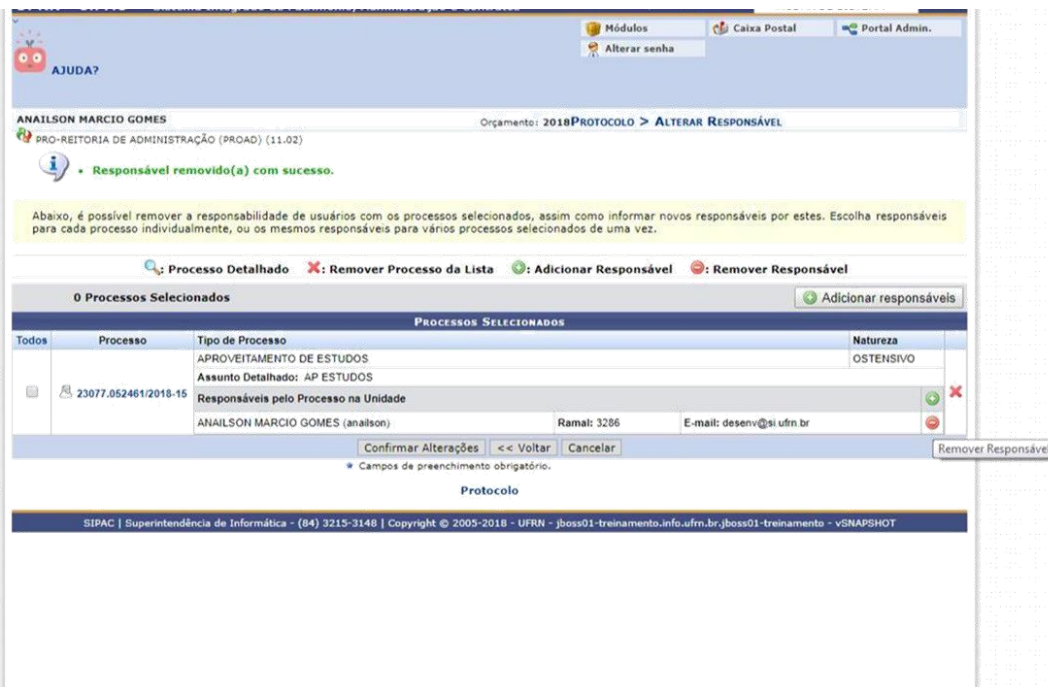 Módulos Caixa Postal Portal Admin.
Alterar senha
AJUDA?
ANAILSON MARCIO GOMES Orçamento: 2018 PROTOCOLO > ALTERAR RESPONSÁVEL
PRO-REITORIA DE ADMINISTRAÇÃO (PROAD) (11.02)
• Responsável removido(a) com sucesso.
Abaixo, é possível remover a responsabilidade de usuários com os processos selecionados, assim como informar novos responsáveis por estes. Escolha responsáveis
para cada processo individualmente, ou os mesmos responsáveis para vários processos selecionados de uma vez.
: Processo Detalhado : Remover Processo da Lista : Adicionar Responsável : Remover Responsável
0 Processos Selecionados Adicionar responsáveis
PROCESSOS SELECIONADOS
Todos Processo Tipo de Processo Natureza
APROVEITAMENTO DE ESTUDOS OSTENSIVO
Assunto Detalhado: AP ESTUDOS
23077.052461/2018-15 Responsáveis pelo Processo na Unidade
ANAILSON MARCIO GOMES (anailson) Ramal: 3286 E-mail: desenv@si.ufrn.br
Confirmar Alterações << Voltar Cancelar
Remover Responsável
Campos de preenchimento obrigatório.
Protocolo
SIPAC | Superintendência de Informática - (84) 3215-3148 | Copyright © 2005-2018 - UFRN - jboss01-treinamento.info.ufrn.br.jboss01-treinamento - vSNAPSHOT